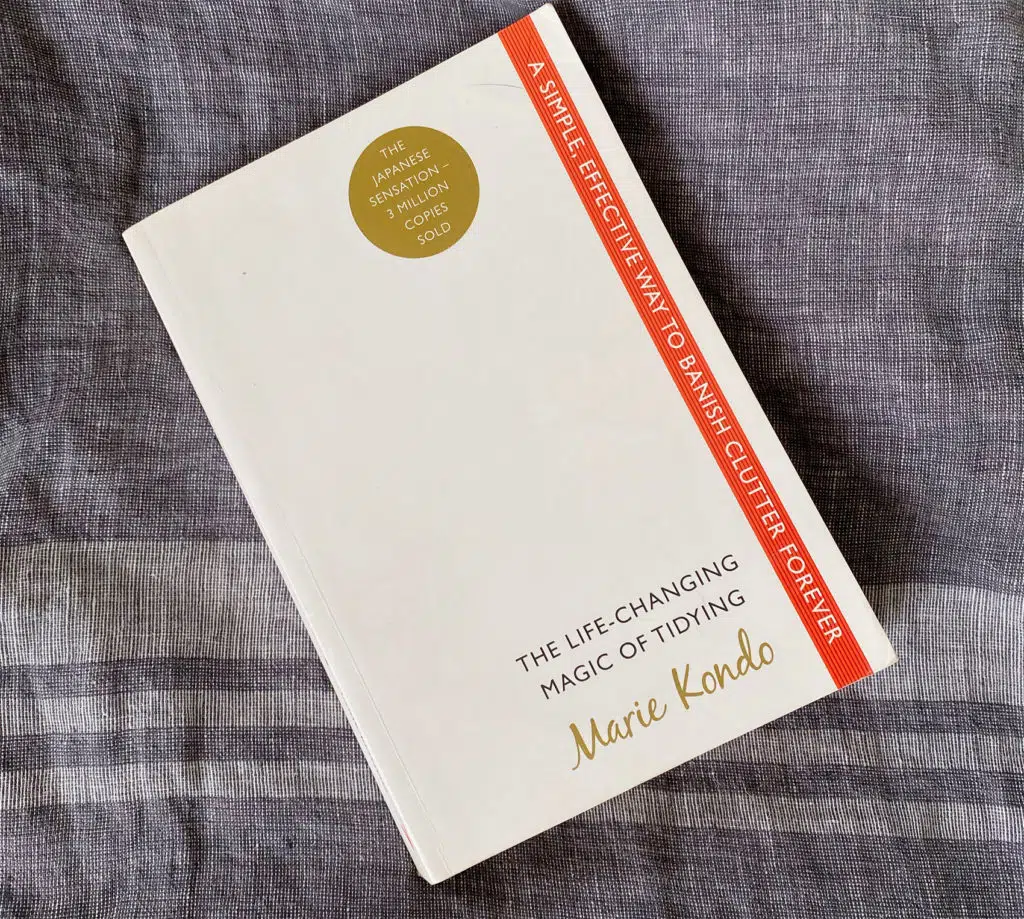 THE
JAPANESE
SENSATION –
3 MILLION
COPIES
SOLD
A SIMPLE, EFFECTIVE WAY TO BANISH CLUTTER FOREVER
THE LIFE-CHANGING
MAGIC OF TIDYING
Marie Kondo